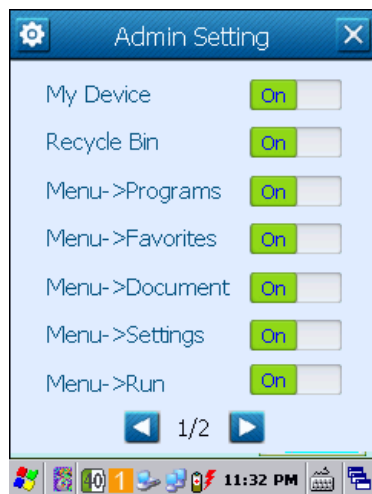 Admin Setting
My Device On
Recycle Bin On
Menu->Programs On
Menu->Favorites On
Menu->Document On
Menu->Settings On
Menu->Run On
1/2
40 1 11:32 PM